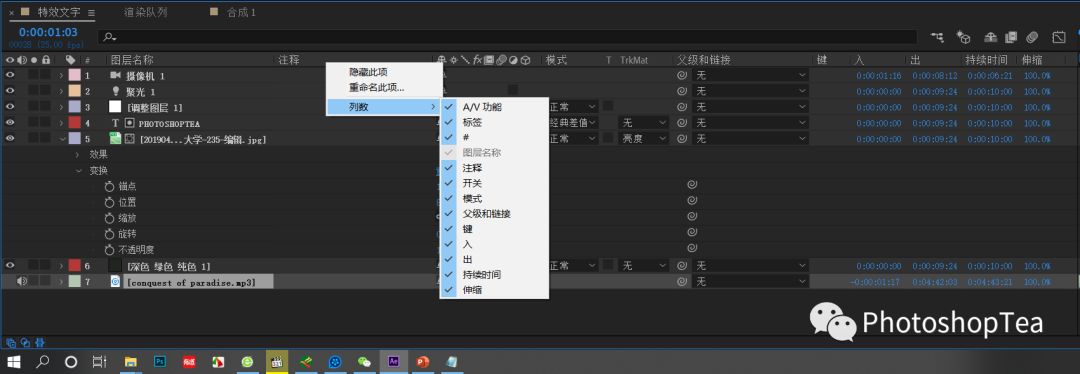 特效文字 渲染队列 合成 1
0:00:01:03
00028 (25.00 fps)
# 图层名称 注释 模式 T TrkMat 父级和链接 键 入 出 持续时间 伸缩
隐藏此项
重命名此项...
列数
A/V 功能
标签
#
图层名称
注释
开关
模式
父级和链接
键
入
出
持续时间
伸缩
1 摄像机 1 无 0:00:01:16 0:00:08:12 0:00:06:21 100.0%
2 聚光 1 无 0:00:00:00 0:00:09:24 0:00:10:00 100.0%
3 [调整图层 1] 正常 无 0:00:00:00 0:00:09:24 0:00:10:00 100.0%
4 T PHOTOSHOPTEA 经典差值 无 无 0:00:00:00 0:00:09:24 0:00:10:00 100.0%
5 [201904...大学-235-编辑.jpg] 正常 亮度 无 0:00:00:00 0:00:09:24 0:00:10:00 100.0%
效果
变换
锚点
位置
缩放
旋转
不透明度
6 [深色 绿色 纯色 1] 正常 无 无 0:00:00:00 0:00:09:24 0:00:10:00 100.0%
7 [conquest of paradise.mp3] 无 -0:00:01:17 0:04:42:03 0:04:43:21 100.0%
PhotoshopTea
Ps
Ae